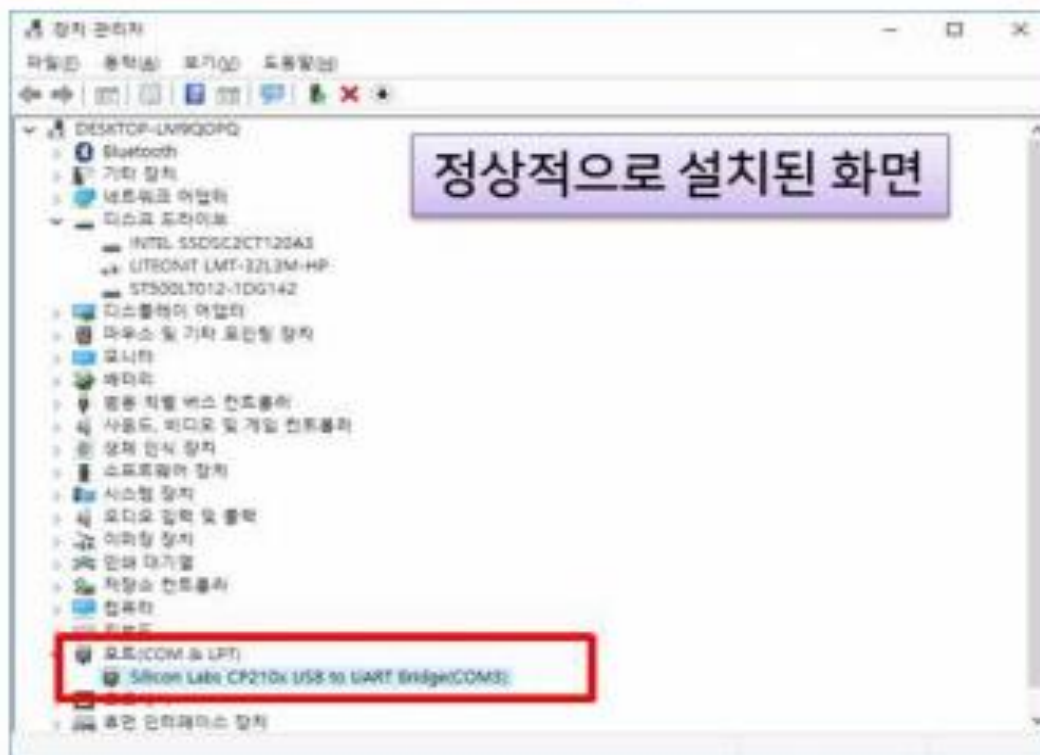 장치 관리자
파일(F) 동작(A) 보기(V) 도움말(H)
정상적으로 설치된 화면
DESKTOP-LM9QDPQ
Bluetooth
기타 장치
네트워크 어댑터
디스크 드라이브
INTEL SSDSC2CT120A3
LITEONIT LMT-32L3M-HP
ST500LT012-1DG142
디스플레이 어댑터
마우스 및 기타 포인팅 장치
모니터
배터리
범용 직렬 버스 컨트롤러
사운드, 비디오 및 게임 컨트롤러
생체 인식 장치
소프트웨어 장치
시스템 장치
오디오 입력 및 출력
이미징 장치
인쇄 대기열
저장소 컨트롤러
컴퓨터
키보드
포트(COM & LPT)
Silicon Labs CP210x USB to UART Bridge(COM3)
휴먼 인터페이스 장치